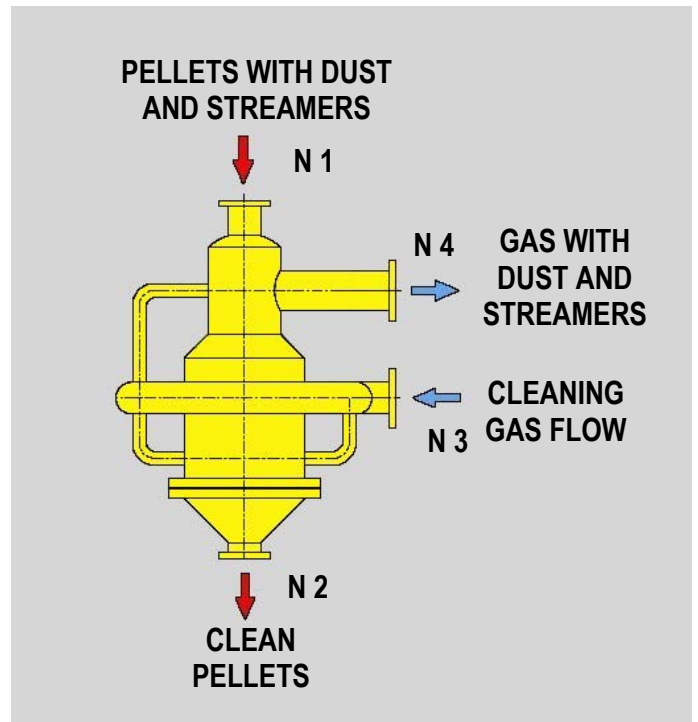 PELLETS WITH DUST
AND STREAMERS
N 1
N 4
GAS WITH
DUST AND
STREAMERS
CLEANING
GAS FLOW
N 3
N 2
CLEAN
PELLETS